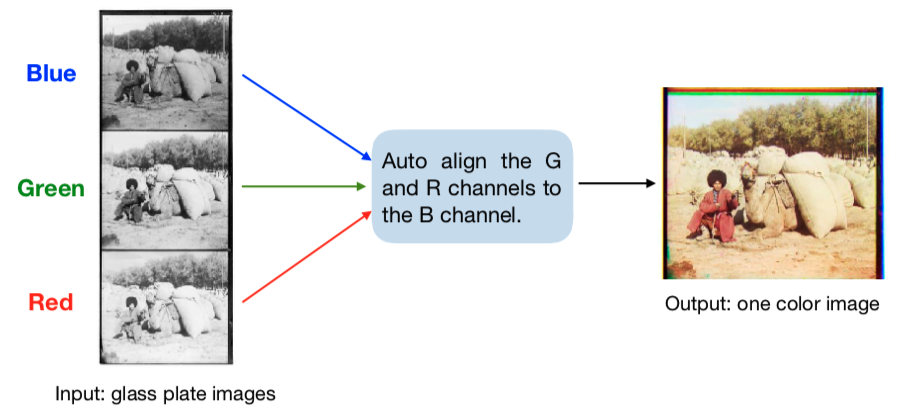 Blue
Green
Red
Auto align the G
and R channels to
the B channel.
Input: glass plate images
Output: one color image